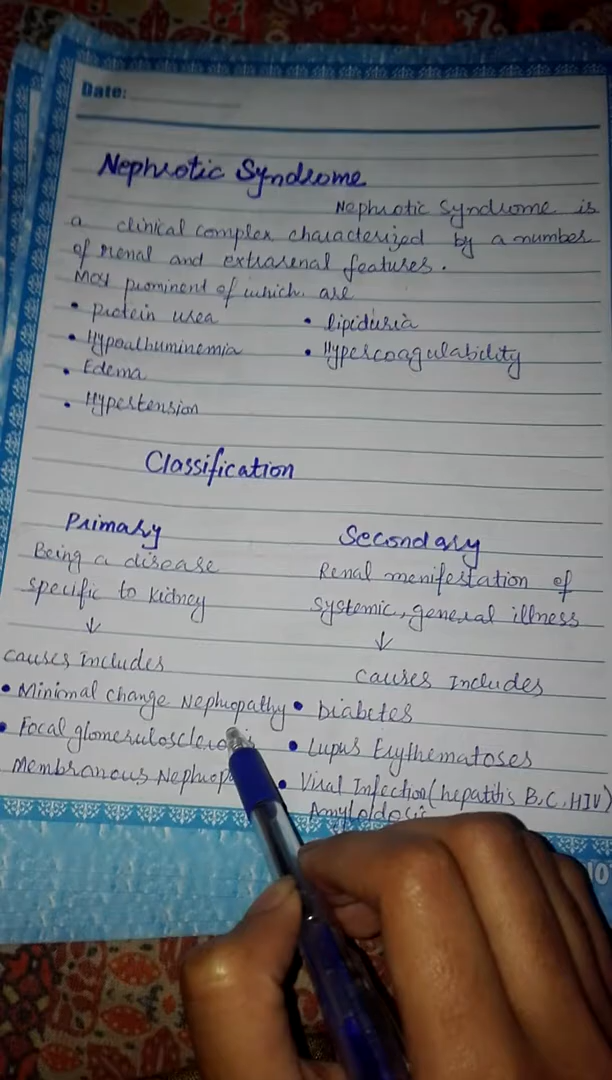 Date:
Nephrotic Syndrome
Nephrotic Syndrome is
a clinical complex characterized by a number
of renal and extrarenal features.
Most prominent of which are
• protein urea
• Hypoalbuminemia
• Edema
• Hypertension
• lipiduria
• Hypercoagulability
Classification
Primary
Being a disease
specific to kidney
↓
causes includes
• Minimal change Nephropathy
• Focal glomerulosclerosis
Membranous Nephrop
Secondary
Renal menifestation of
systemic, general illness
↓
causes Includes
• Diabetes
• Lupus Erythematoses
• Viral Infection (hepatitis B, C, HIV)
Amyloidosis